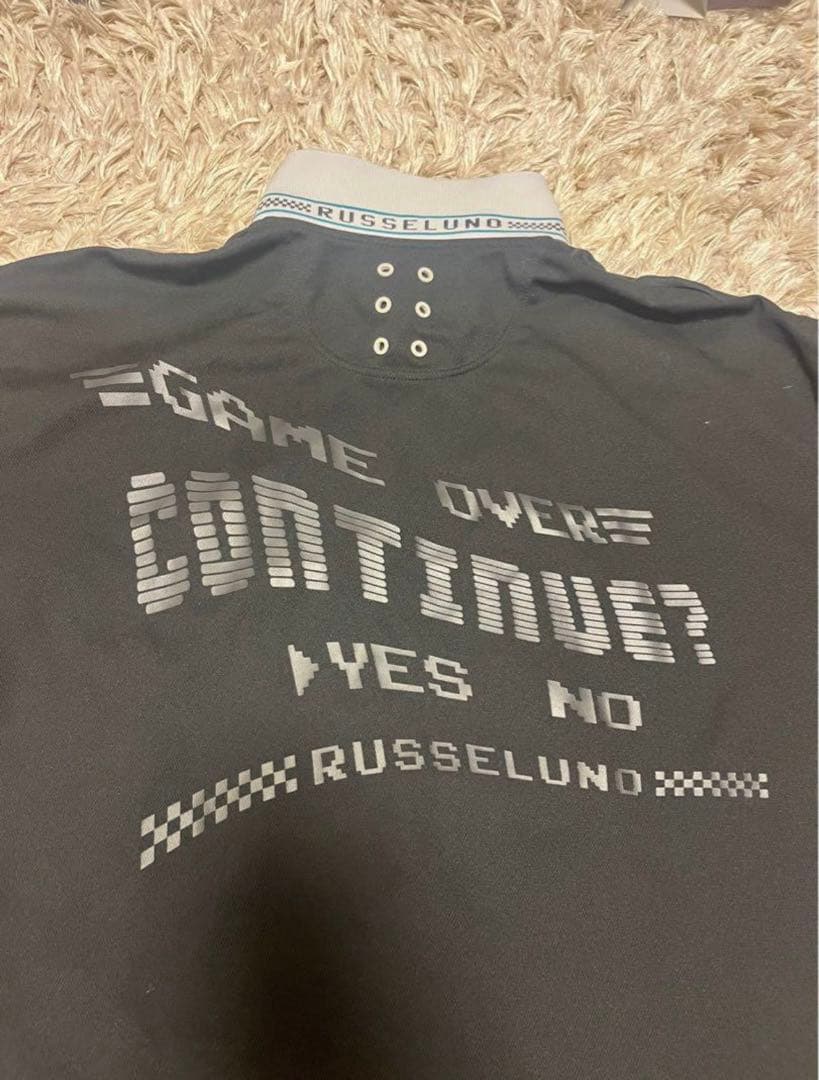 RUSSELUNO
GAME OVER
CONTINUE?
YES NO
RUSSELUNO